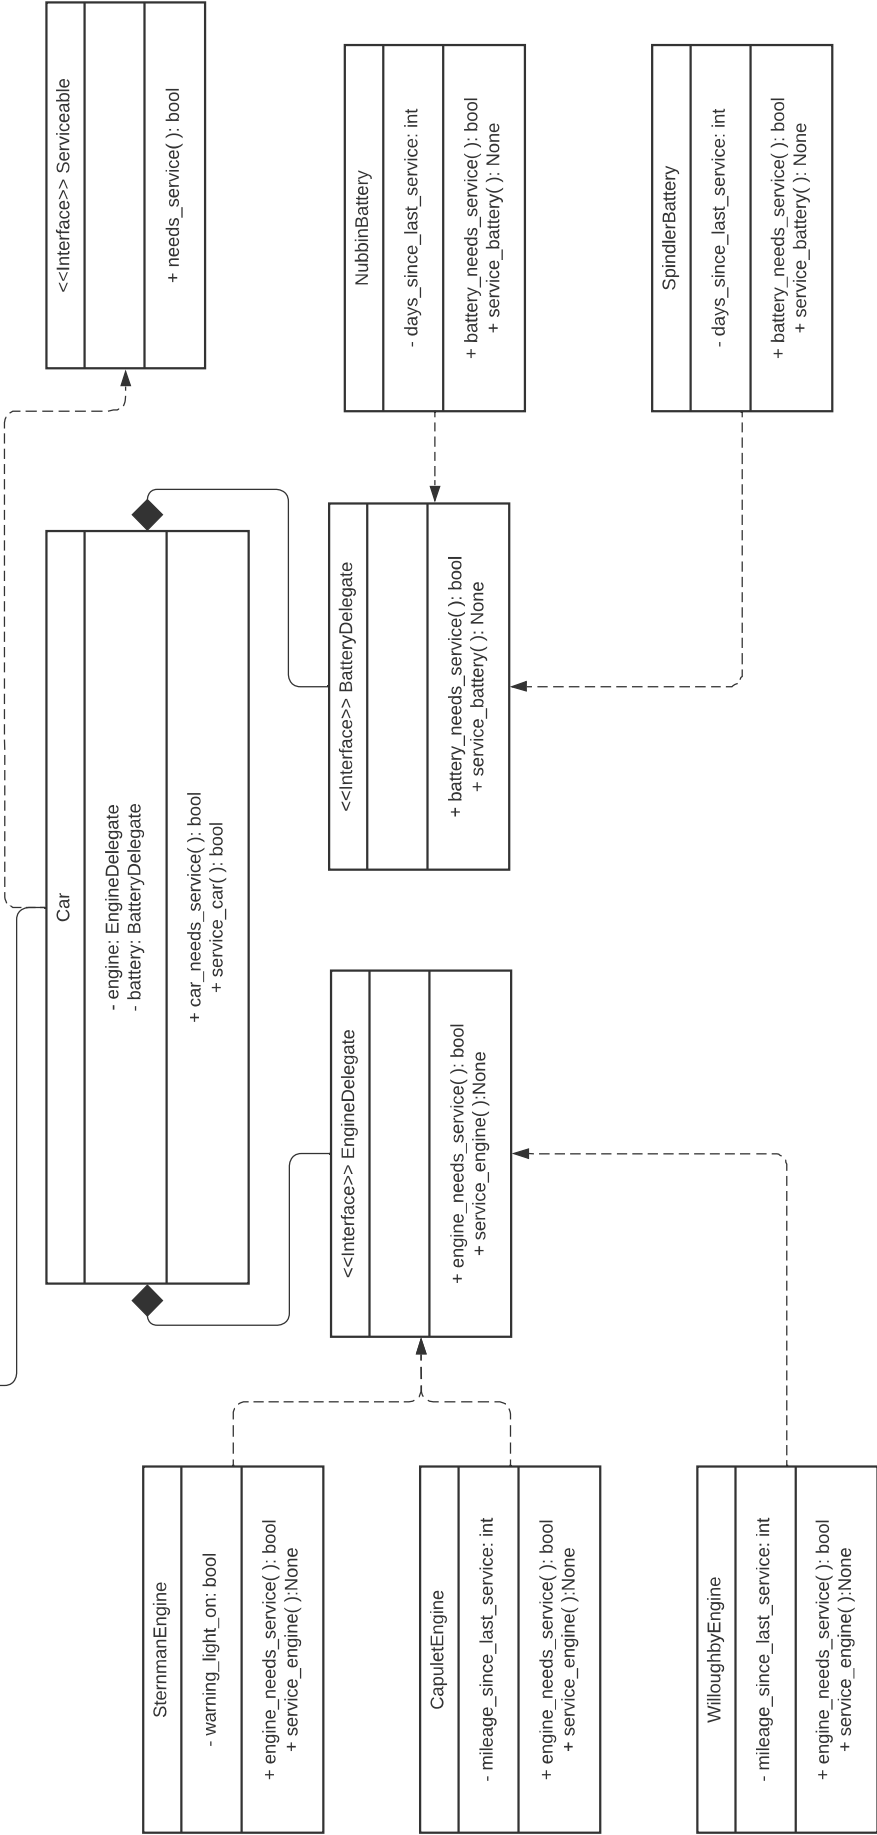 <<Interface>> Serviceable
+ needs_service( ): bool
Car
- engine: EngineDelegate
- battery: BatteryDelegate
+ car_needs_service( ): bool
+ service_car( ): bool
SternmanEngine
- warning_light_on: bool
+ engine_needs_service( ): bool
+ service_engine( ):None
<<Interface>> EngineDelegate
+ engine_needs_service( ): bool
+ service_engine( ):None
<<Interface>> BatteryDelegate
+ battery_needs_service( ): bool
+ service_battery( ): None
NubbinBattery
- days_since_last_service: int
+ battery_needs_service( ): bool
+ service_battery( ): None
CapuletEngine
- mileage_since_last_service: int
+ engine_needs_service( ): bool
+ service_engine( ):None
SpindlerBattery
- days_since_last_service: int
+ battery_needs_service( ): bool
+ service_battery( ): None
WilloughbyEngine
- mileage_since_last_service: int
+ engine_needs_service( ): bool
+ service_engine( ):None